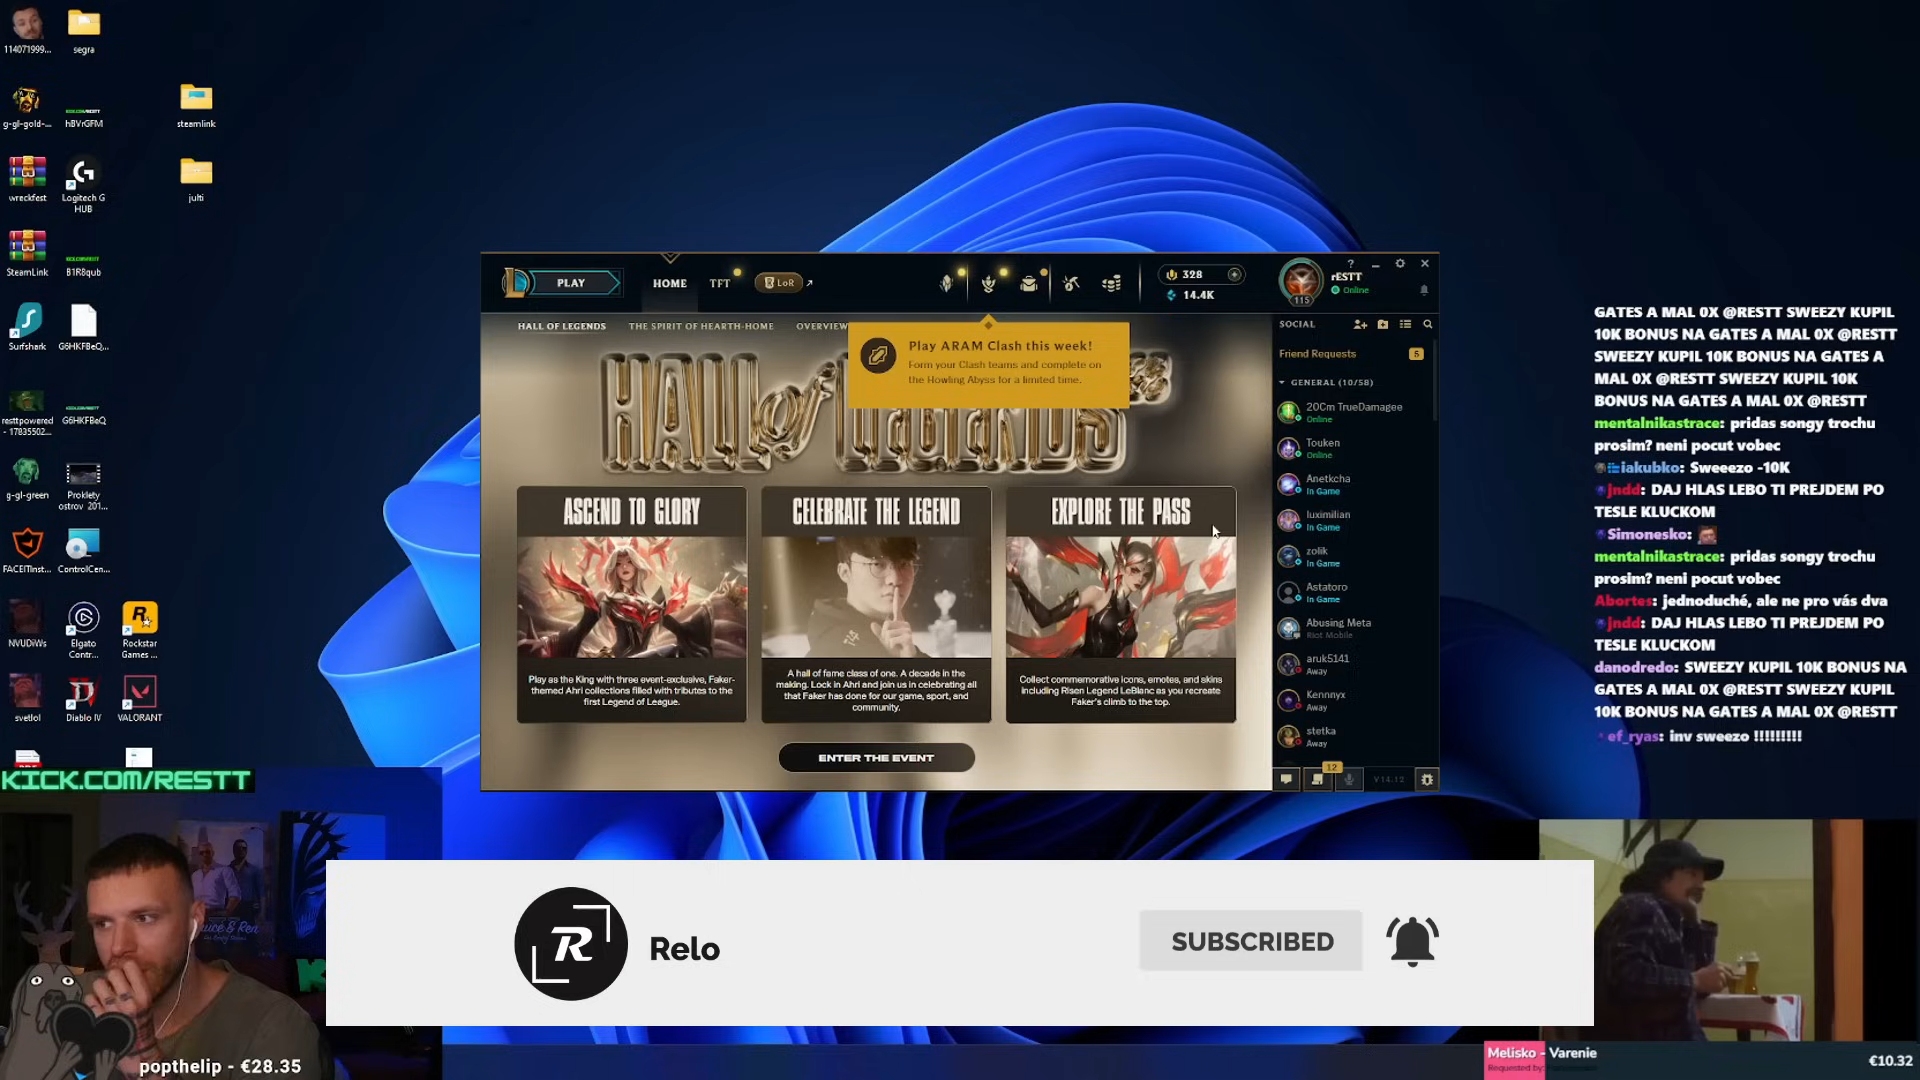 114071999...
segra
g-gl-gold-...
hBVrGFM
steamlink
wreckfest
Logitech G
HUB
julti
SteamLink
B1R8qub
Surfshark
G6HKFBeQ...
resttpowered
- 17835502...
G6HKFBeQ
g-gl-green
Proklety
ostrov_201...
FACEITInst...
ControlCen...
NVUDiWs
Elgato
Contr...
Rockstar
Games ...
svetlol
Diablo IV
VALORANT
KICK.COM/RESTT
PLAY
HOME
TFT
LoR
328
14.4K
115
rESTT
Online
HALL OF LEGENDS
THE SPIRIT OF HEARTH-HOME
OVERVIEW
Play ARAM Clash this week!
Form your Clash teams and complete on
the Howling Abyss for a limited time.
HALL of LEGENDS
ASCEND TO GLORY
Play as the King with three event-exclusive, Faker-
themed Ahri collections filled with tributes to the
first Legend of League.
CELEBRATE THE LEGEND
A hall of fame class of one. A decade in the
making. Lock in Ahri and join us in celebrating all
that Faker has done for our game, sport, and
community.
EXPLORE THE PASS
Collect commemorative icons, emotes, and skins
including Risen Legend LeBlanc as you recreate
Faker's climb to the top.
ENTER THE EVENT
SOCIAL
Friend Requests
5
GENERAL (10/58)
20Cm TrueDamagee
Online
Touken
Online
Anetkcha
In Game
luximilian
In Game
zolik
In Game
Astatoro
In Game
Abusing Meta
Riot Mobile
aruk5141
Away
Kennnyx
Away
stetka
Away
12
V14.12
GATES A MAL 0X @RESTT SWEEZY KUPIL
10K BONUS NA GATES A MAL 0X @RESTT
SWEEZY KUPIL 10K BONUS NA GATES A
MAL 0X @RESTT SWEEZY KUPIL 10K
BONUS NA GATES A MAL 0X @RESTT
mentalnikastrace: pridas songy trochu
prosim? neni pocut vobec
iakubko: Sweeezo -10K
jndd: DAJ HLAS LEBO TI PREJDEM PO
TESLE KLUCKOM
Simonesko:
mentalnikastrace: pridas songy trochu
prosim? neni pocut vobec
Abortes: jednoduché, ale ne pro vás dva
jndd: DAJ HLAS LEBO TI PREJDEM PO
TESLE KLUCKOM
danodredo: SWEEZY KUPIL 10K BONUS NA
GATES A MAL 0X @RESTT SWEEZY KUPIL
10K BONUS NA GATES A MAL 0X @RESTT
ef_ryas: inv sweezo !!!!!!!!!
R
Relo
SUBSCRIBED
popthelip - €28.35
Melisko - Varenie
Requested by:
€10.32